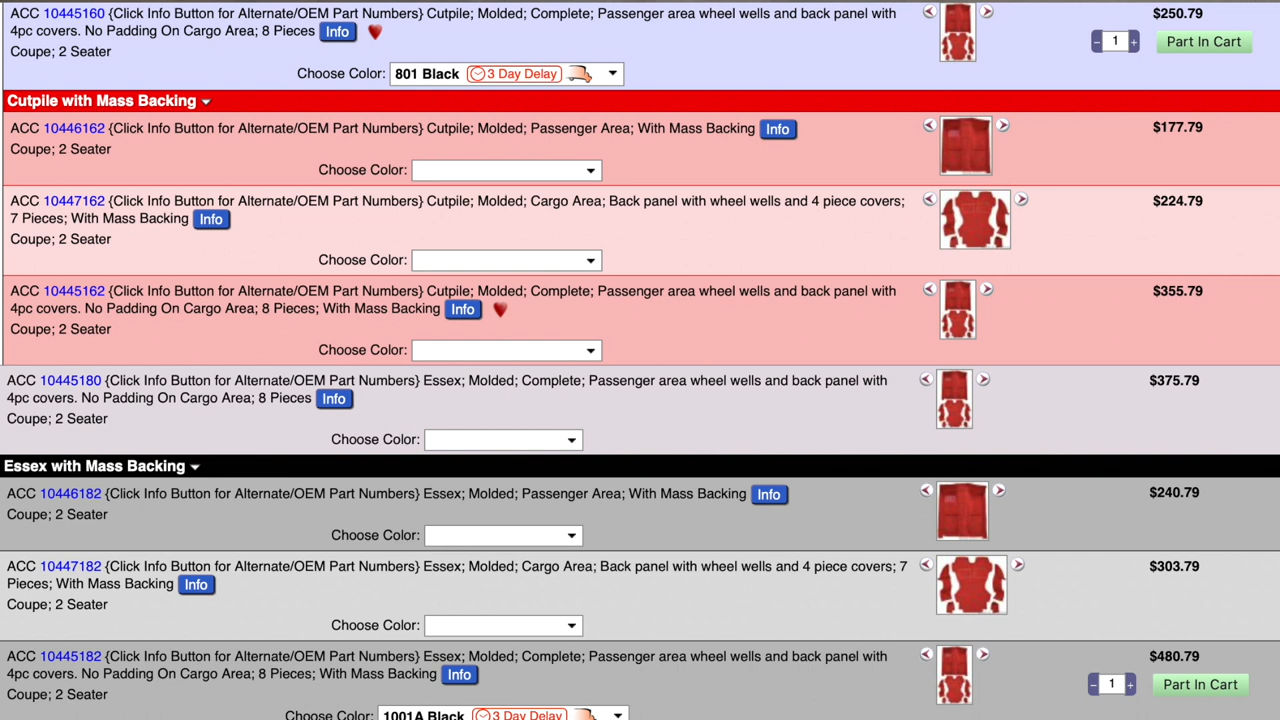 ACC 10445160 {Click Info Button for Alternate/OEM Part Numbers} Cutpile; Molded; Complete; Passenger area wheel wells and back panel with $250.79
4pc covers. No Padding On Cargo Area; 8 Pieces Info
- 1 + Part In Cart
Coupe; 2 Seater
Choose Color: 801 Black 3 Day Delay
Cutpile with Mass Backing
ACC 10446162 {Click Info Button for Alternate/OEM Part Numbers} Cutpile; Molded; Passenger Area; With Mass Backing Info $177.79
Coupe; 2 Seater
Choose Color:
ACC 10447162 {Click Info Button for Alternate/OEM Part Numbers} Cutpile; Molded; Cargo Area; Back panel with wheel wells and 4 piece covers; $224.79
7 Pieces; With Mass Backing Info
Coupe; 2 Seater
Choose Color:
ACC 10445162 {Click Info Button for Alternate/OEM Part Numbers} Cutpile; Molded; Complete; Passenger area wheel wells and back panel with $355.79
4pc covers. No Padding On Cargo Area; 8 Pieces; With Mass Backing Info
Coupe; 2 Seater
Choose Color:
ACC 10445180 {Click Info Button for Alternate/OEM Part Numbers} Essex; Molded; Complete; Passenger area wheel wells and back panel with $375.79
4pc covers. No Padding On Cargo Area; 8 Pieces Info
Coupe; 2 Seater
Choose Color:
Essex with Mass Backing
ACC 10446182 {Click Info Button for Alternate/OEM Part Numbers} Essex; Molded; Passenger Area; With Mass Backing Info $240.79
Coupe; 2 Seater
Choose Color:
ACC 10447182 {Click Info Button for Alternate/OEM Part Numbers} Essex; Molded; Cargo Area; Back panel with wheel wells and 4 piece covers; 7 $303.79
Pieces; With Mass Backing Info
Coupe; 2 Seater
Choose Color:
ACC 10445182 {Click Info Button for Alternate/OEM Part Numbers} Essex; Molded; Complete; Passenger area wheel wells and back panel with $480.79
4pc covers. No Padding On Cargo Area; 8 Pieces; With Mass Backing Info
- 1 + Part In Cart
Coupe; 2 Seater
Choose Color: 1001A Black 3 Day Delay